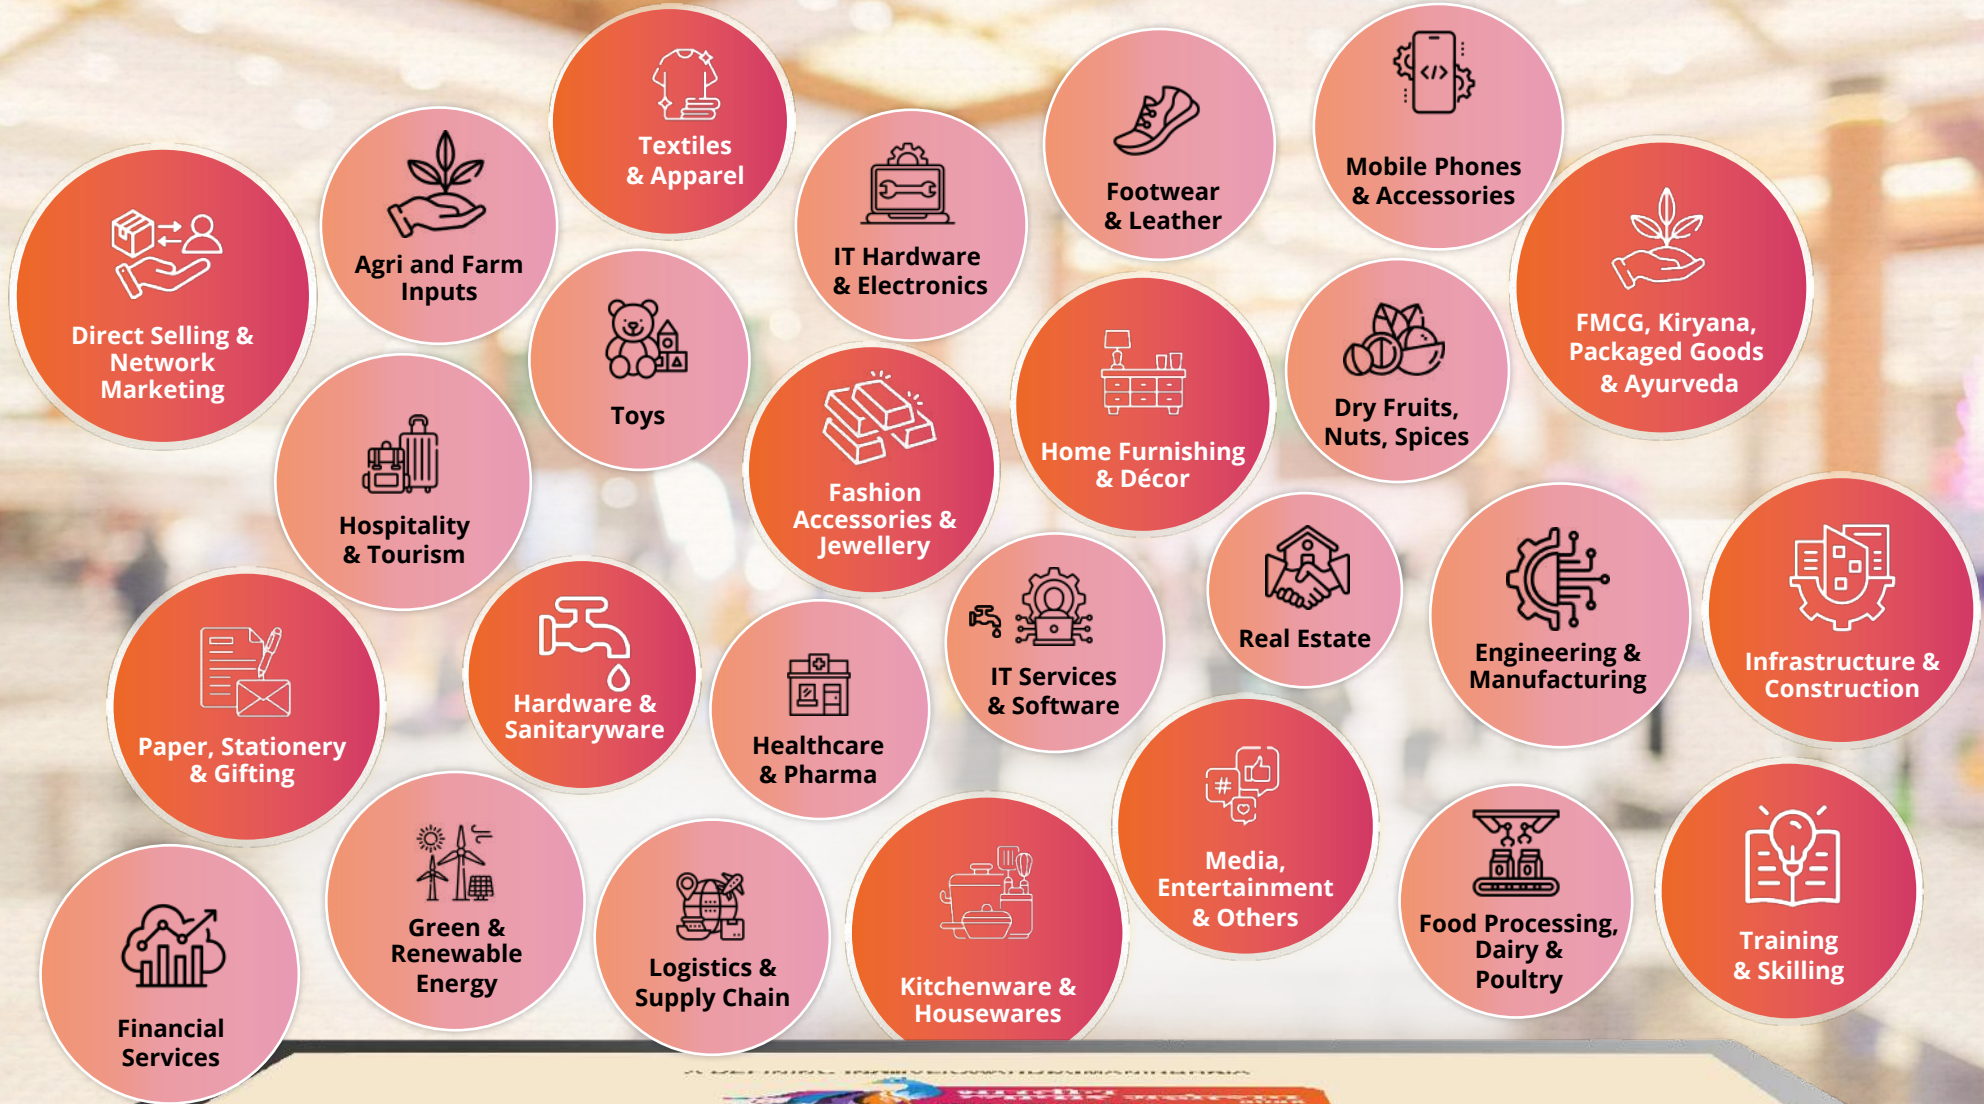 Textiles
& Apparel
Mobile Phones
& Accessories
Footwear
& Leather
Agri and Farm
Inputs
IT Hardware
& Electronics
Direct Selling &
Network
Marketing
FMCG, Kiryana,
Packaged Goods
& Ayurveda
Toys
Dry Fruits,
Nuts, Spices
Home Furnishing
& Décor
Fashion
Accessories &
Jewellery
Hospitality
& Tourism
Real Estate
Engineering &
Manufacturing
Infrastructure &
Construction
IT Services
& Software
Hardware &
Sanitaryware
Paper, Stationery
& Gifting
Healthcare
& Pharma
Media,
Entertainment
& Others
Green &
Renewable
Energy
Food Processing,
Dairy &
Poultry
Training
& Skilling
Logistics &
Supply Chain
Kitchenware &
Housewares
Financial
Services